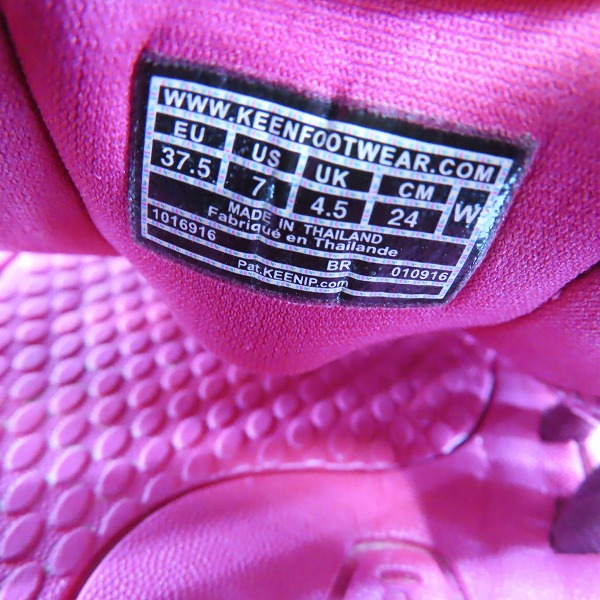 WWW.KEENFOOTWEAR.COM
EU US UK CM W
37.5 7 4.5 24
MADE IN THAILAND
Fabriqué en Thailande
1016916 BR 010916
Pat.KEENIP.com